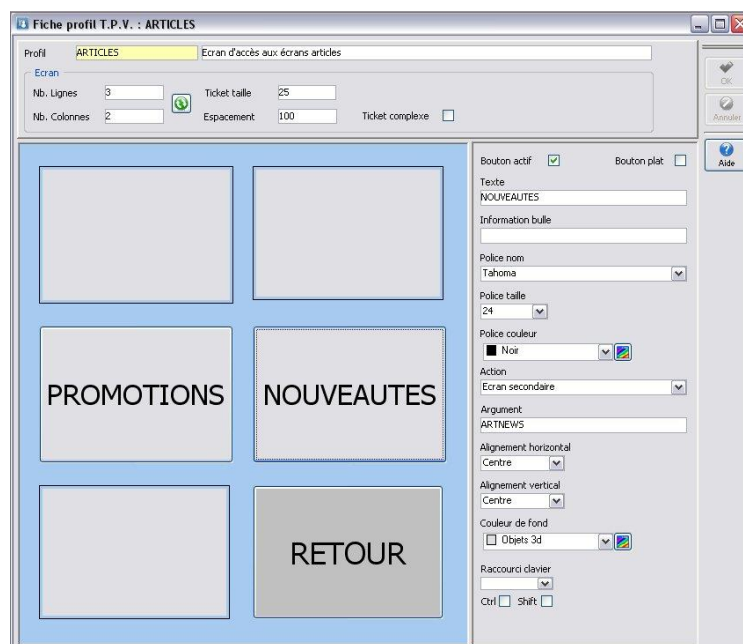 Fiche profil T.P.V. : ARTICLES
Profil ARTICLES Ecran d'accès aux écrans articles
Ecran
Nb. Lignes 3 Ticket taille 25
Nb. Colonnes 2 Espacement 100 Ticket complexe
OK
Annuler
Aide
PROMOTIONS NOUVEAUTES
RETOUR
Bouton actif Bouton plat
Texte
NOUVEAUTES
Information bulle
Police nom
Tahoma
Police taille
24
Police couleur
Noir
Action
Ecran secondaire
Argument
ARTNEWS
Alignement horizontal
Centre
Alignement vertical
Centre
Couleur de fond
Objets 3d
Raccourci clavier
Ctrl Shift